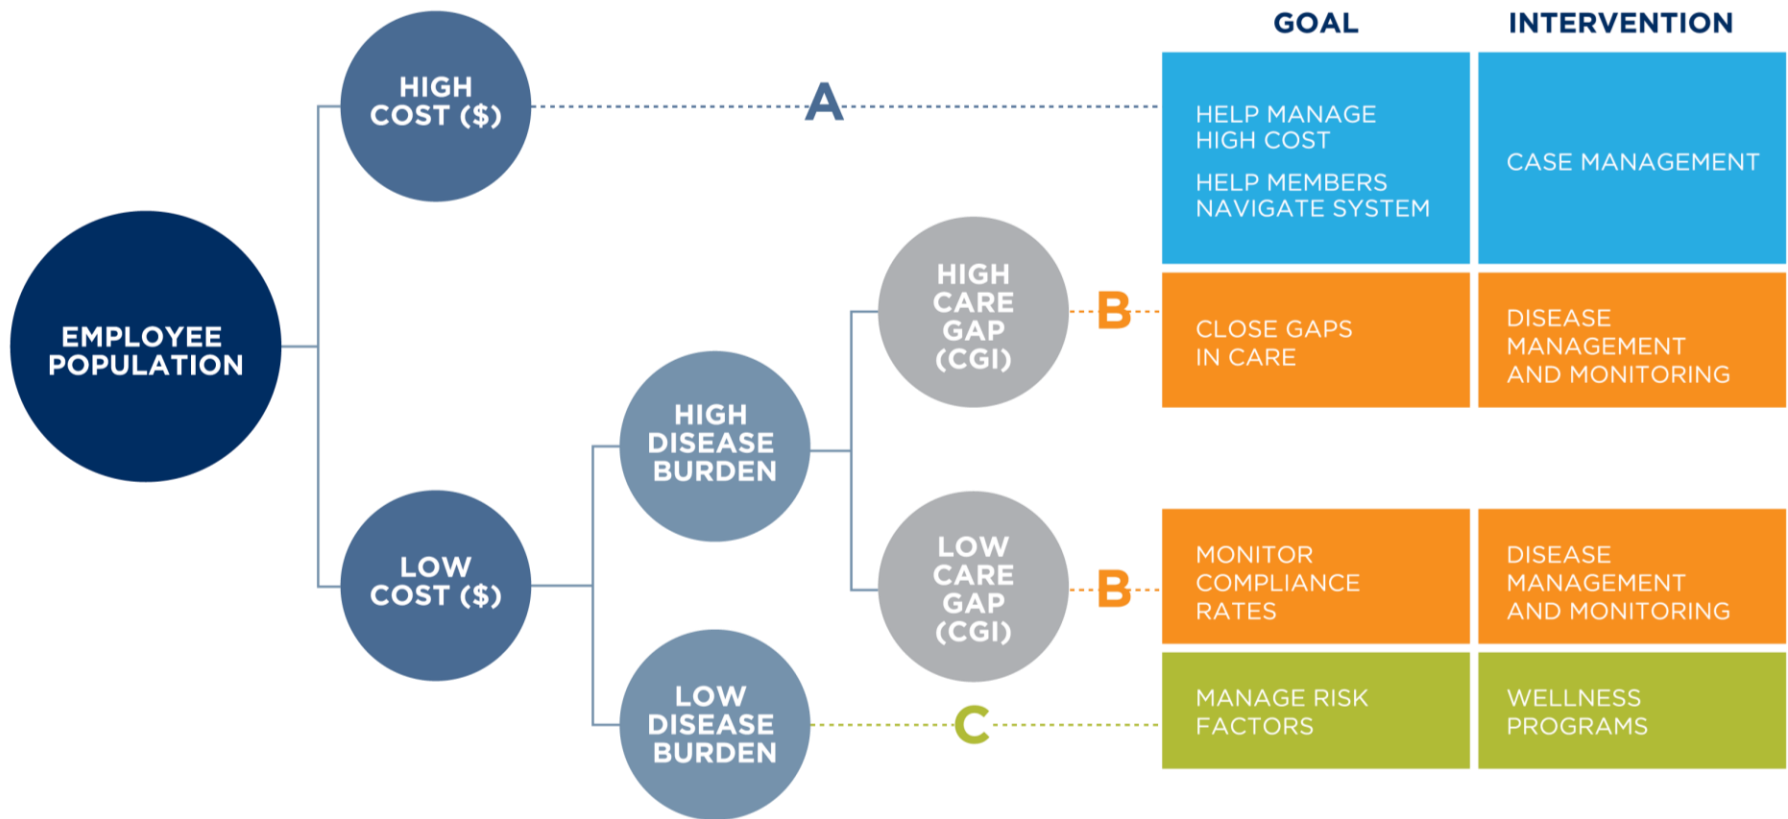 GOAL
INTERVENTION
HIGH
COST ($)
A
HELP MANAGE
HIGH COST
HELP MEMBERS
NAVIGATE SYSTEM
CASE MANAGEMENT
EMPLOYEE
POPULATION
HIGH
CARE
GAP
(CGI)
B
CLOSE GAPS
IN CARE
DISEASE
MANAGEMENT
AND MONITORING
HIGH
DISEASE
BURDEN
LOW
COST ($)
LOW
CARE
GAP
(CGI)
B
MONITOR
COMPLIANCE
RATES
DISEASE
MANAGEMENT
AND MONITORING
LOW
DISEASE
BURDEN
C
MANAGE RISK
FACTORS
WELLNESS
PROGRAMS